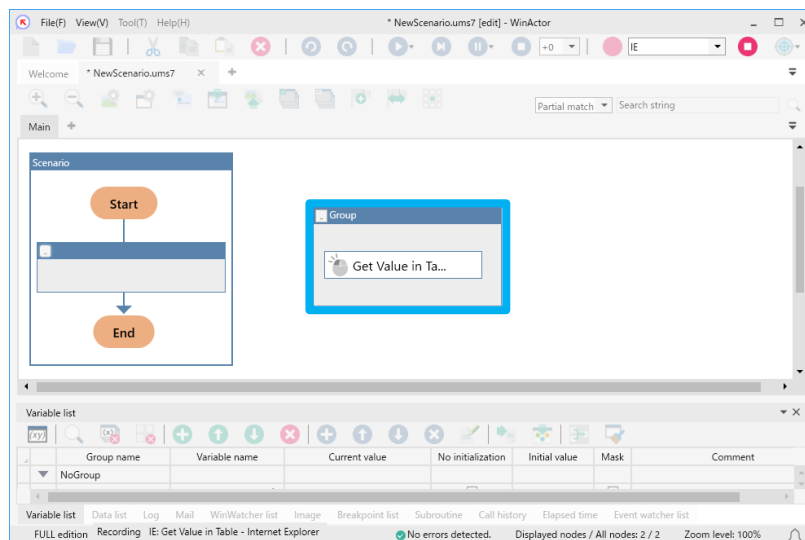 File(F) View(V) Tool(T) Help(H) * NewScenario.ums7 [edit] - WinActor
+0 IE
Welcome * NewScenario.ums7 × +
Partial match Search string
Main +
Scenario
Start
End
Group
Get Value in Ta...
Variable list
(xy)
Group name Variable name Current value No initialization Initial value Mask Comment
NoGroup
Variable list Data list Log Mail WinWatcher list Image Breakpoint list Subroutine Call history Elapsed time Event watcher list
FULL edition Recording IE: Get Value in Table - Internet Explorer No errors detected. Displayed nodes / All nodes: 2 / 2 Zoom level: 100%